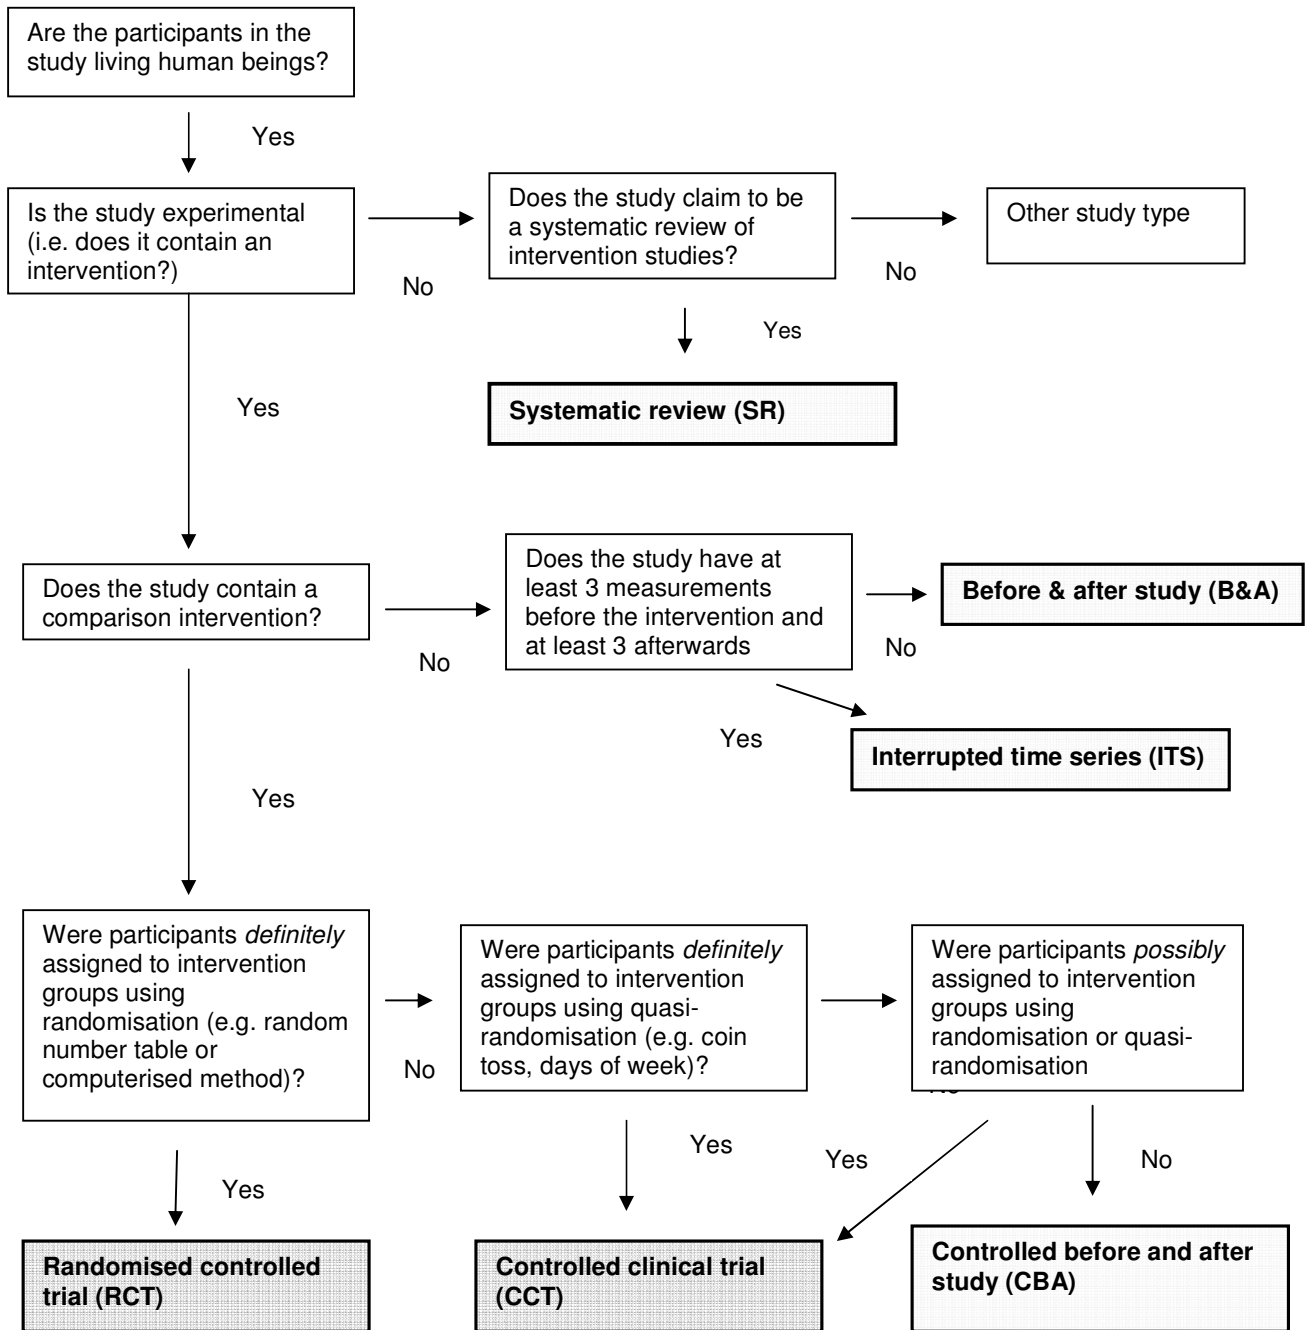 Are the participants in the
study living human beings?
Yes
Is the study experimental
(i.e. does it contain an
intervention?)
No
Does the study claim to be
a systematic review of
intervention studies?
No
Other study type
Yes
Systematic review (SR)
Yes
Does the study contain a
comparison intervention?
No
Does the study have at
least 3 measurements
before the intervention and
at least 3 afterwards
No
Before & after study (B&A)
Yes
Interrupted time series (ITS)
Yes
Were participants definitely
assigned to intervention
groups using
randomisation (e.g. random
number table or
computerised method)?
No
Were participants definitely
assigned to intervention
groups using quasi-
randomisation (e.g. coin
toss, days of week)?
Were participants possibly
assigned to intervention
groups using
randomisation or quasi-
randomisation
Yes
Yes
Yes
No
Randomised controlled
trial (RCT)
Controlled clinical trial
(CCT)
Controlled before and after
study (CBA)